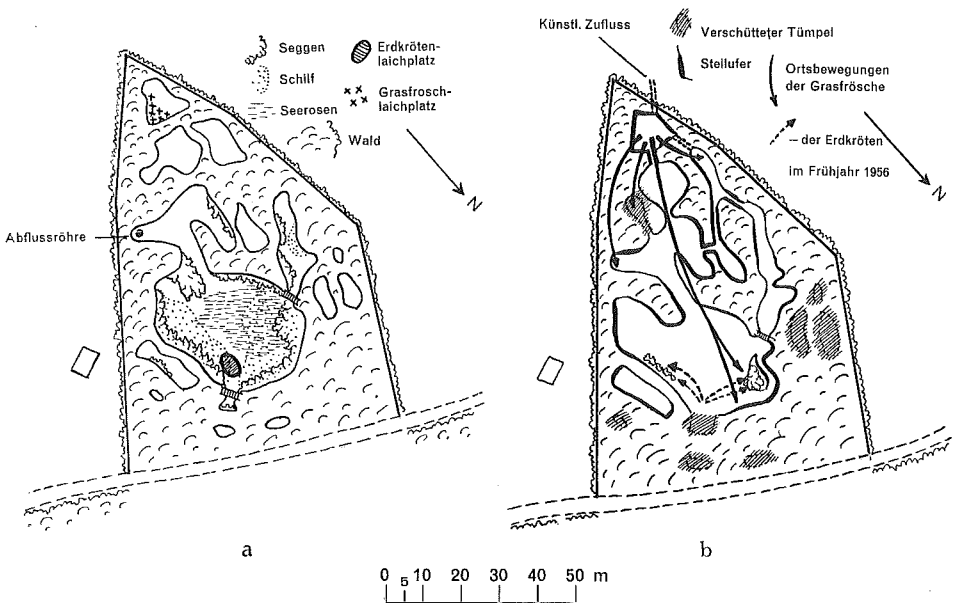 Seggen
Schilf
Seerosen
Wald
Erdkröten-
laichplatz
Grasfrosch-
laichplatz
N
Abflussröhre
a
Künstl. Zufluss
Verschütteter Tümpel
Steilufer
Ortsbewegungen
der Grasfrösche
– der Erdkröten
im Frühjahr 1956
N
b
0 5 10 20 30 40 50 m